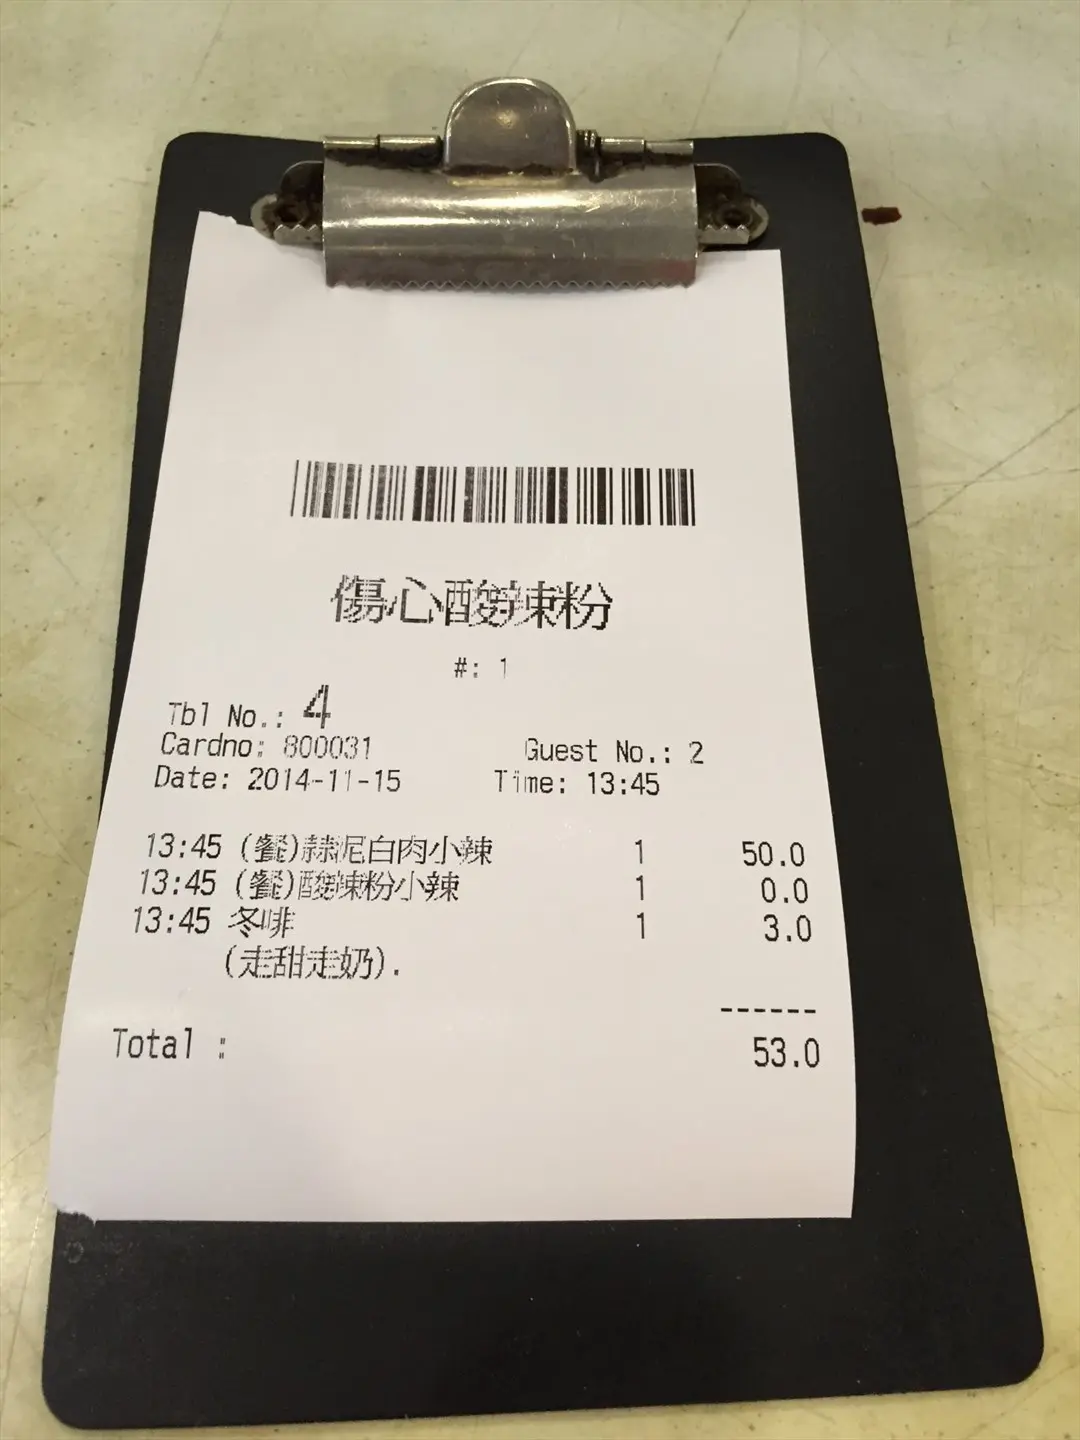 傷心酸辣粉
#: 1
Tbl No.: 4
Cardno: 800031 Guest No.: 2
Date: 2014-11-15 Time: 13:45
13:45 (餐)蒜泥白肉小辣 1 50.0
13:45 (餐)酸辣粉小辣 1 0.0
13:45 冬啡 1 3.0
(走甜走奶).
------
Total : 53.0